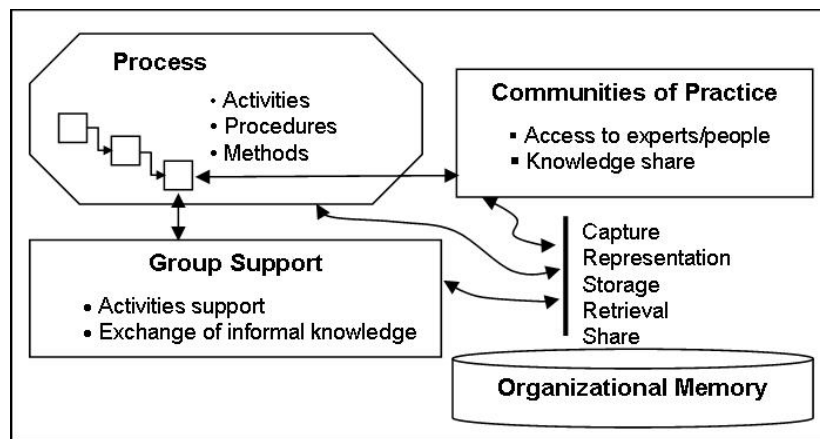 Process
• Activities
• Procedures
• Methods
Communities of Practice
▪ Access to experts/people
▪ Knowledge share
Group Support
• Activities support
• Exchange of informal knowledge
Capture
Representation
Storage
Retrieval
Share
Organizational Memory